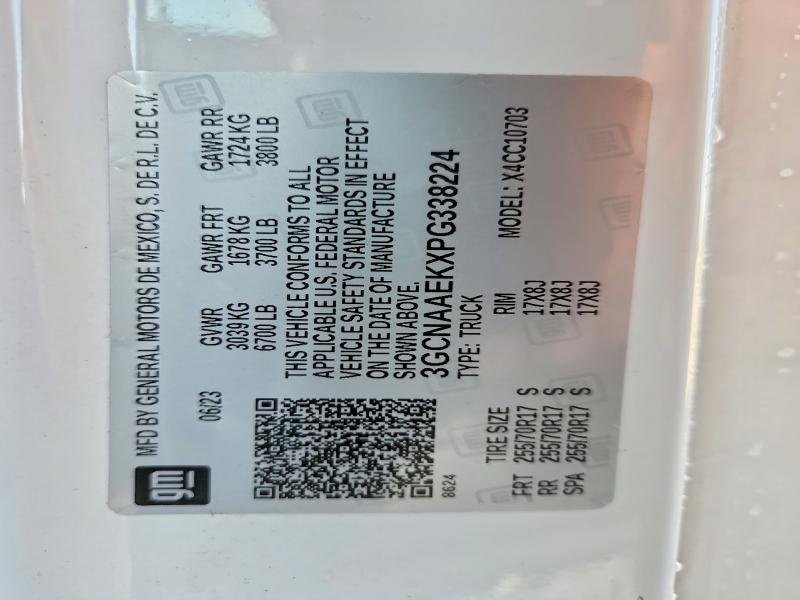 gm
MFD BY GENERAL MOTORS DE MEXICO, S. DE R.L. DE C.V.
06/23 GVWR GAWR FRT GAWR RR
3039 KG 1678 KG 1724 KG
6700 LB 3700 LB 3800 LB
THIS VEHICLE CONFORMS TO ALL
APPLICABLE U.S. FEDERAL MOTOR
VEHICLE SAFETY STANDARDS IN EFFECT
ON THE DATE OF MANUFACTURE
SHOWN ABOVE.
3GCNAAEKXPG338224
8624 TYPE: TRUCK
TIRE SIZE RIM MODEL: X4CC10703
FRT 255/70R17 S 17X8J
RR 255/70R17 S 17X8J
SPA 255/70R17 S 17X8J